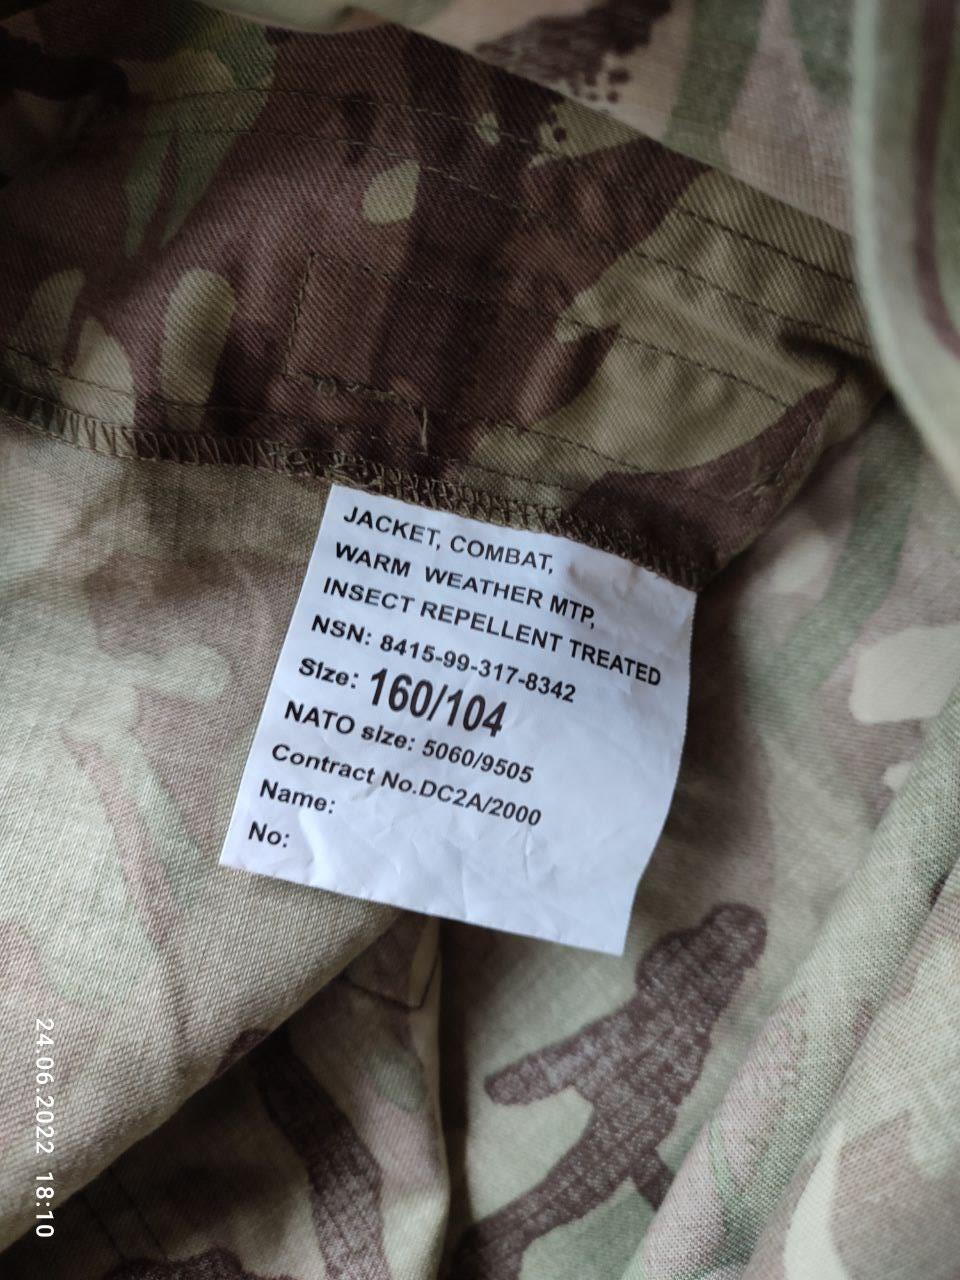 JACKET, COMBAT,
WARM WEATHER MTP,
INSECT REPELLENT TREATED
NSN: 8415-99-317-8342
Size: 160/104
NATO size: 5060/9505
Contract No.DC2A/2000
Name:
No:
24.06.2022 18:10